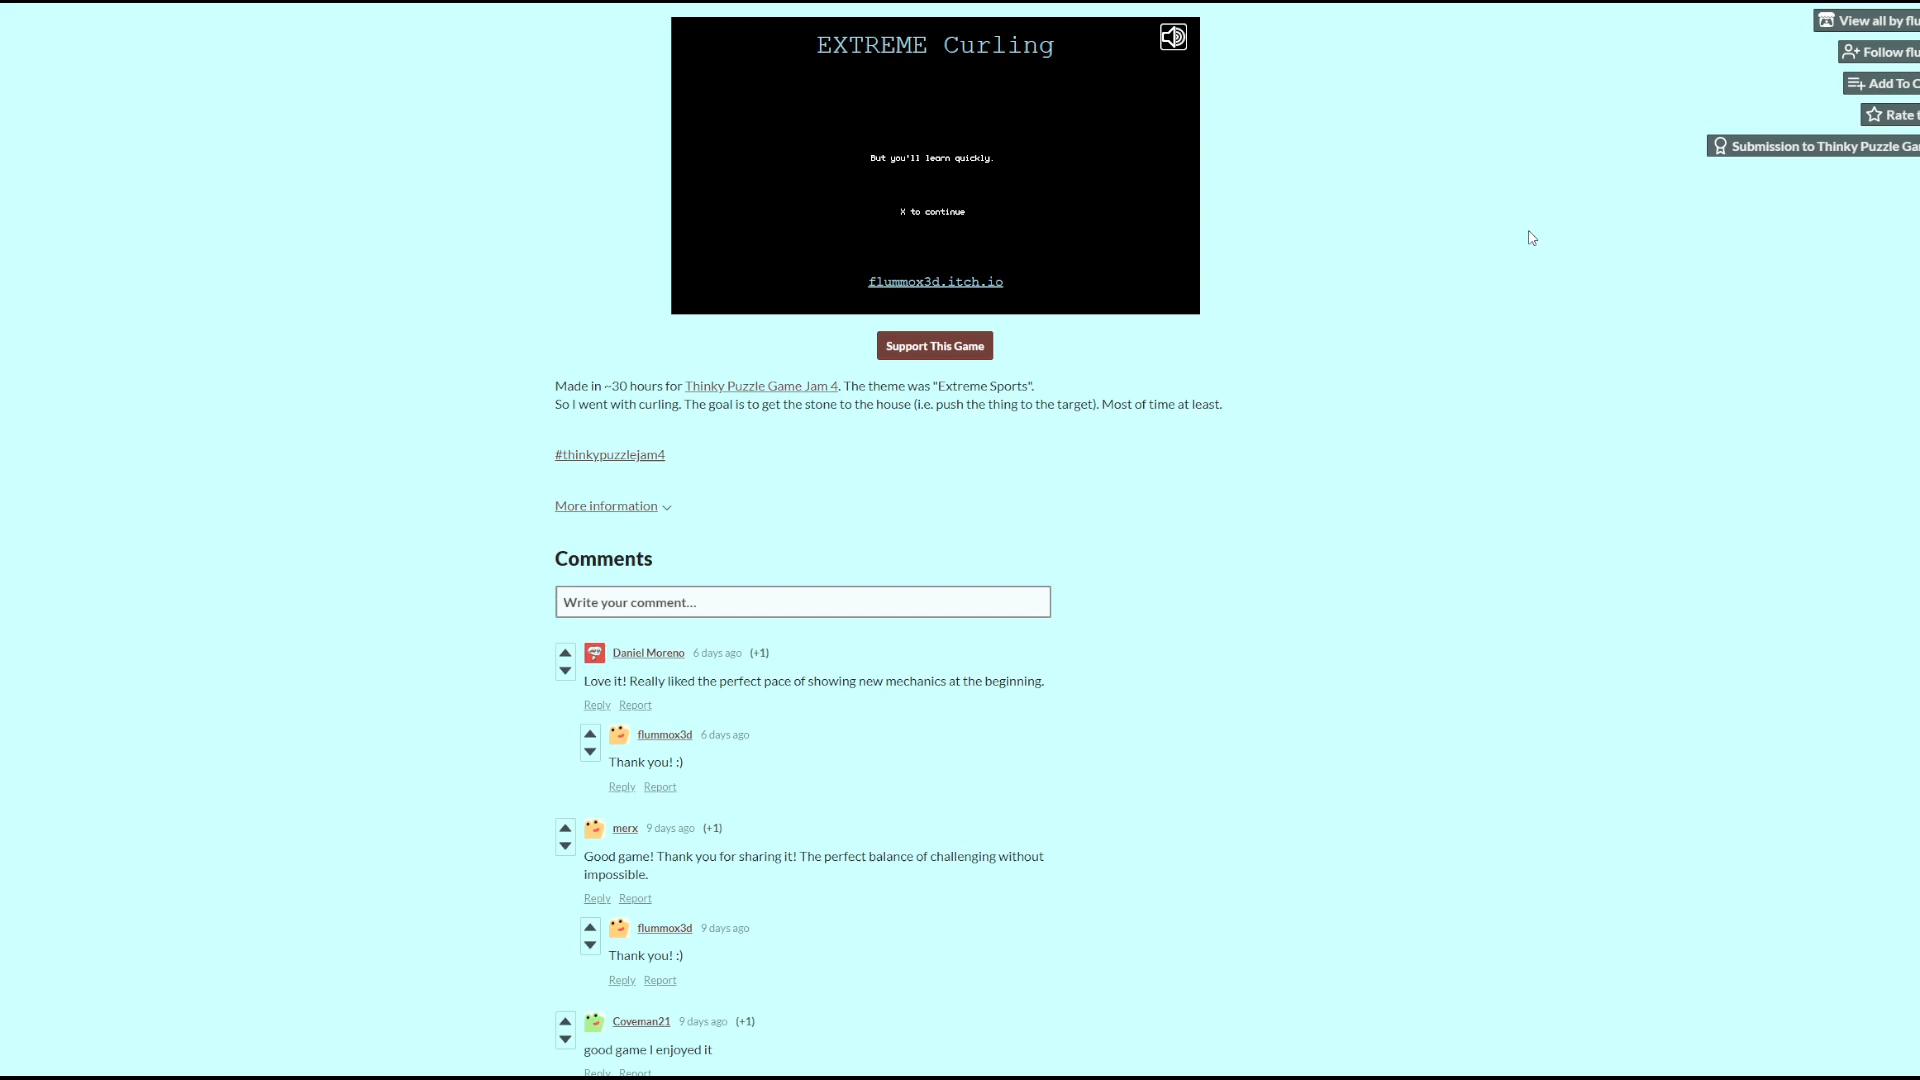 EXTREME Curling
But you'll learn quickly.
X to continue
flummox3d.itch.io
View all by flu
Follow flu
Add To C
Rate t
Submission to Thinky Puzzle Ga
Support This Game
Made in ~30 hours for Thinky Puzzle Game Jam 4. The theme was "Extreme Sports".
So I went with curling. The goal is to get the stone to the house (i.e. push the thing to the target). Most of time at least.
#thinkypuzzlejam4
More information
Comments
Write your comment...
Daniel Moreno 6 days ago (+1)
Love it! Really liked the perfect pace of showing new mechanics at the beginning.
Reply Report
flummox3d 6 days ago
Thank you! :)
Reply Report
merx 9 days ago (+1)
Good game! Thank you for sharing it! The perfect balance of challenging without
impossible.
Reply Report
flummox3d 9 days ago
Thank you! :)
Reply Report
Coveman21 9 days ago (+1)
good game I enjoyed it
Reply Report